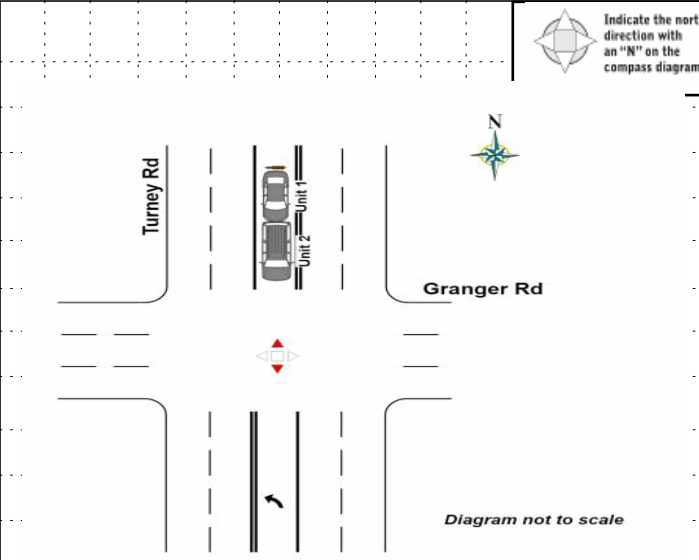 Indicate the nort
direction with
an “N” on the
compass diagram
N
Turney Rd
Unit 1
Unit 2
Granger Rd
Diagram not to scale